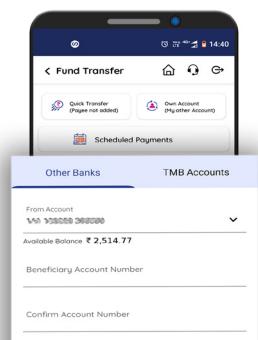 14:40
Fund Transfer
Quick Transfer
(Payee not added)
Own Account
(My other Account)
Scheduled Payments
Other Banks
TMB Accounts
From Account
Available Balance ₹ 2,514.77
Beneficiary Account Number
Confirm Account Number